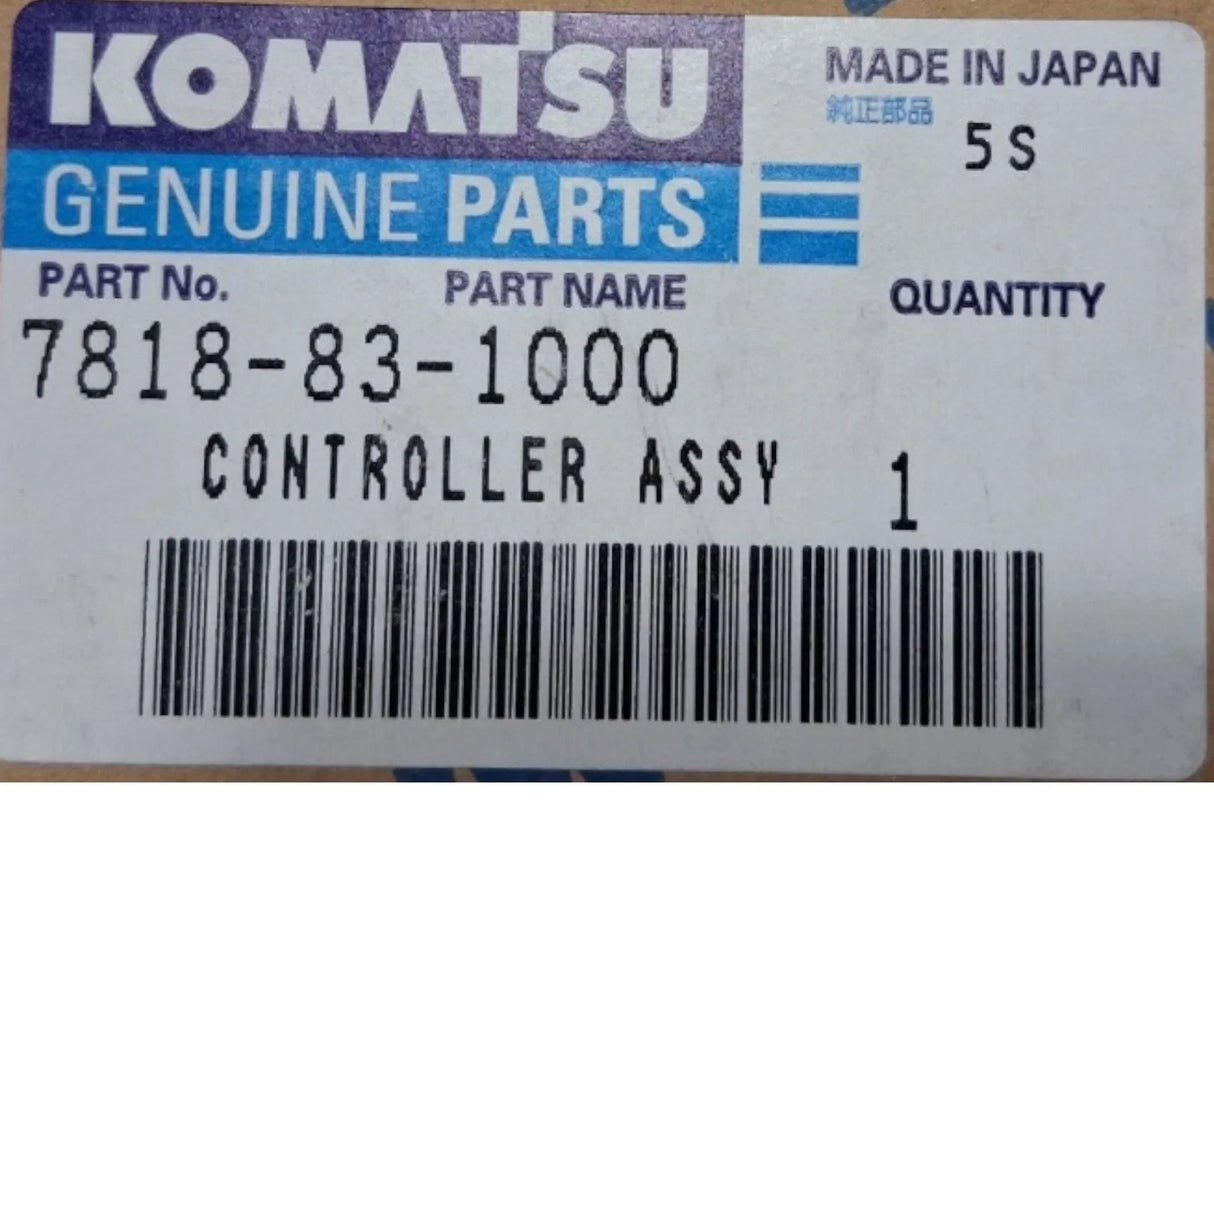 KOMATSU
GENUINE PARTS
MADE IN JAPAN
純正部品
5S
PART No. PART NAME QUANTITY
7818-83-1000
CONTROLLER ASSY 1